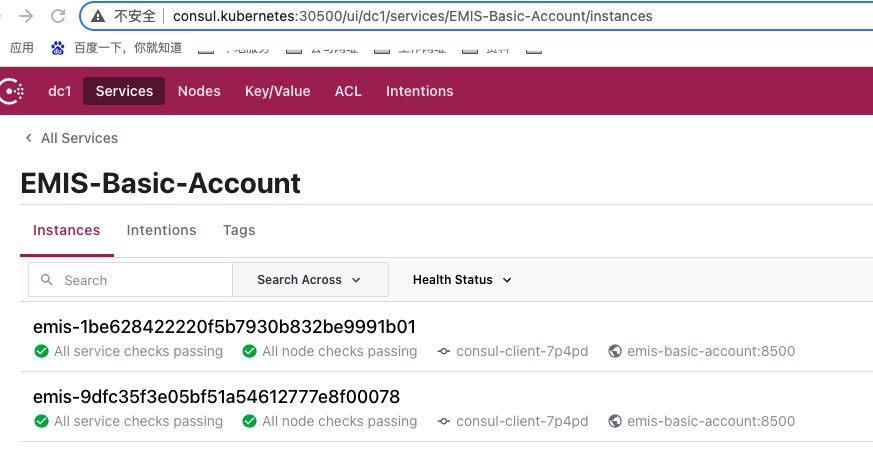 不安全 consul.kubernetes:30500/ui/dc1/services/EMIS-Basic-Account/instances
应用 百度一下，你就知道
dc1 Services Nodes Key/Value ACL Intentions
All Services
EMIS-Basic-Account
Instances Intentions Tags
Search Search Across Health Status
emis-1be628422220f5b7930b832be9991b01
All service checks passing All node checks passing consul-client-7p4pd emis-basic-account:8500
emis-9dfc35f3e05bf51a54612777e8f00078
All service checks passing All node checks passing consul-client-7p4pd emis-basic-account:8500